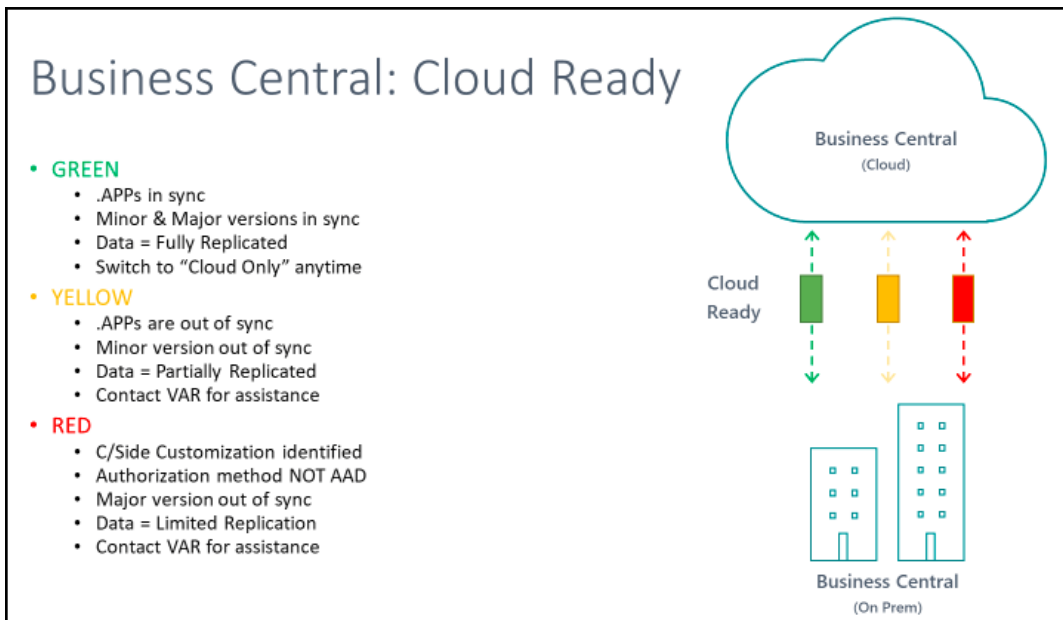 Business Central: Cloud Ready
• GREEN
• .APPs in sync
• Minor & Major versions in sync
• Data = Fully Replicated
• Switch to “Cloud Only” anytime
• YELLOW
• .APPs are out of sync
• Minor version out of sync
• Data = Partially Replicated
• Contact VAR for assistance
• RED
• C/Side Customization identified
• Authorization method NOT AAD
• Major version out of sync
• Data = Limited Replication
• Contact VAR for assistance
Business Central
(Cloud)
Cloud
Ready
Business Central
(On Prem)